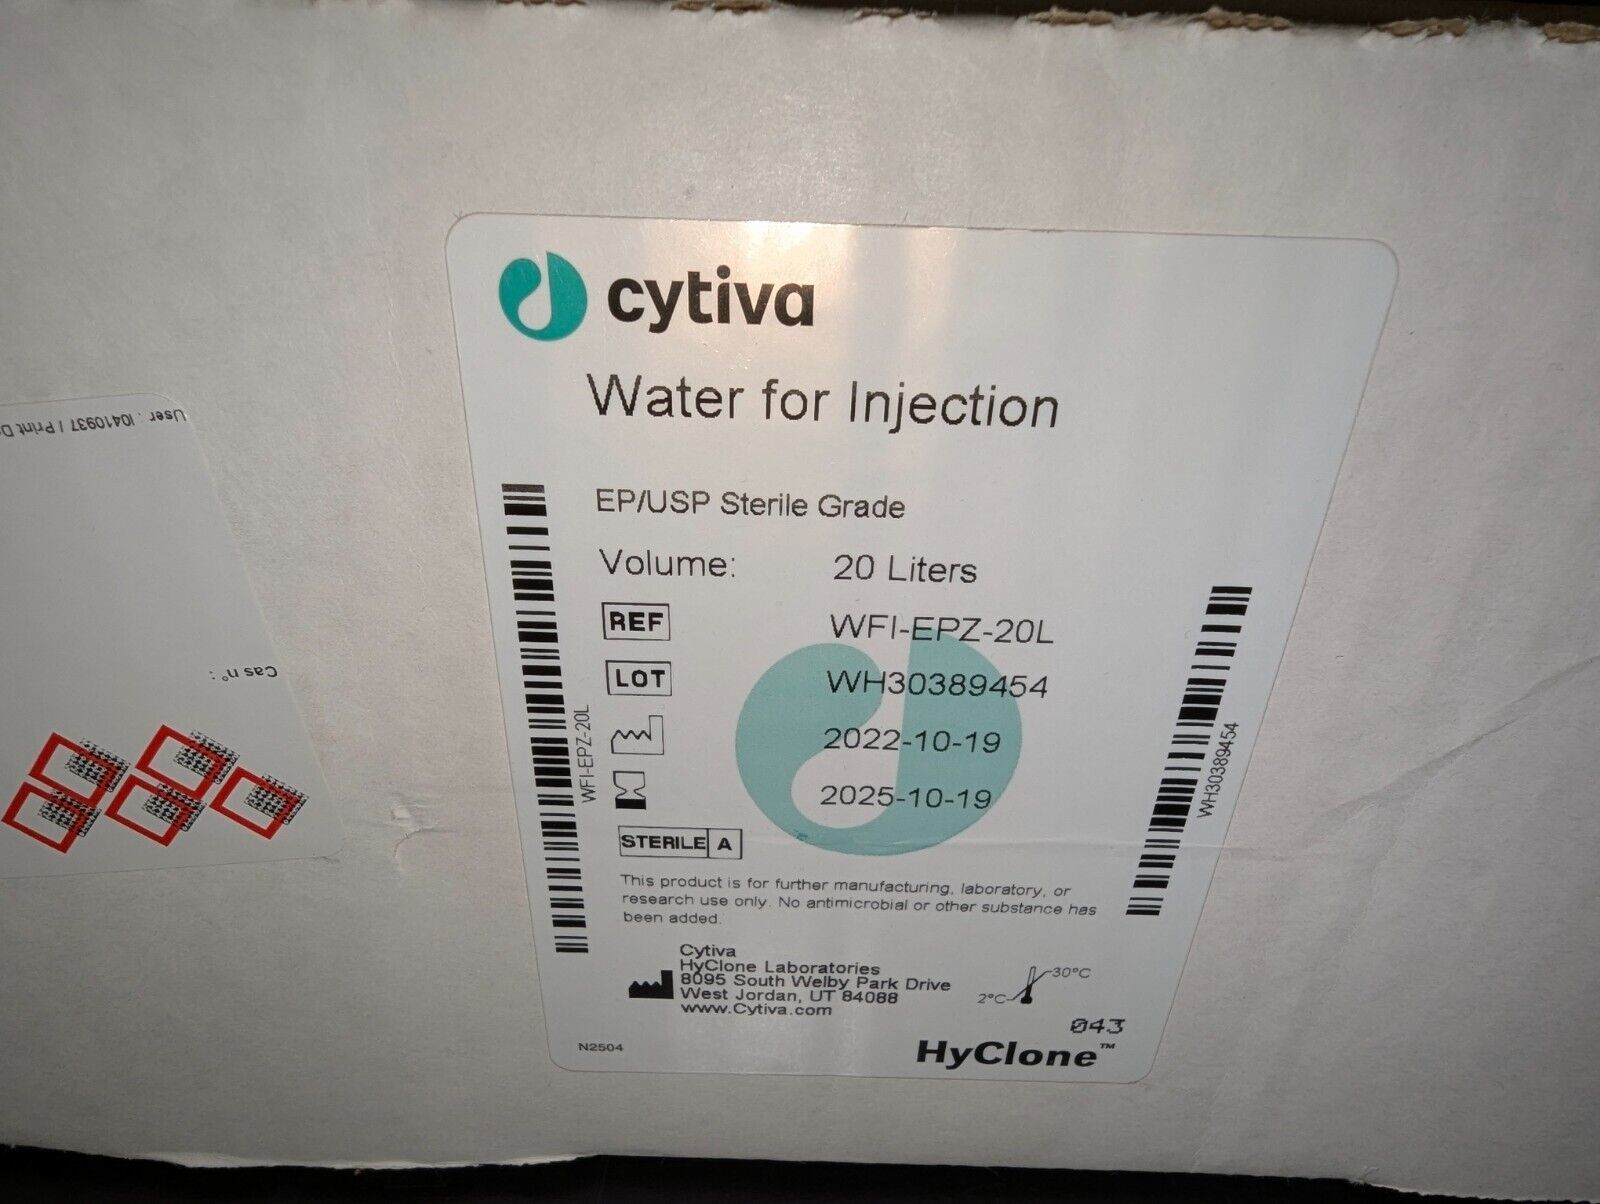 cytiva
Water for Injection
EP/USP Sterile Grade
Volume: 20 Liters
REF WFI-EPZ-20L
LOT WH30389454
2022-10-19
2025-10-19
STERILE A
This product is for further manufacturing, laboratory, or
research use only. No antimicrobial or other substance has
been added.
Cytiva
HyClone Laboratories
8095 South Welby Park Drive
West Jordan, UT 84088
www.Cytiva.com
30°C
2°C
043
HyClone™
N2504
WFI-EPZ-20L
WH30389454
User : I0410937 / Print
Cas n° :